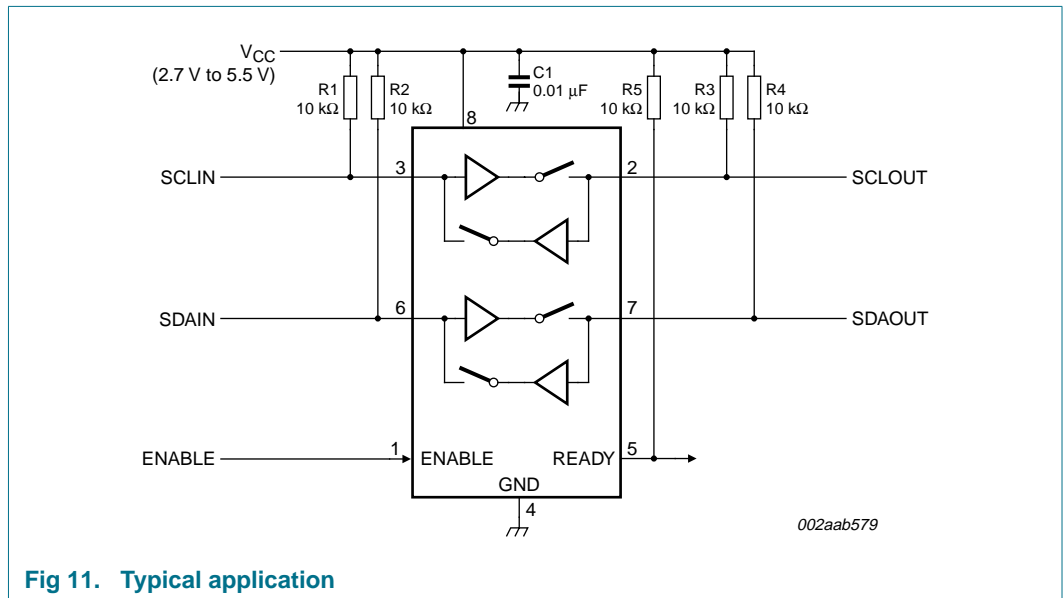 VCC
(2.7 V to 5.5 V)
R1
10 kΩ
R2
10 kΩ
C1
0.01 μF
R5
10 kΩ
R3
10 kΩ
R4
10 kΩ
8
SCLIN
3
2
SCLOUT
SDAIN
6
7
SDAOUT
ENABLE
1
ENABLE
READY
5
GND
4
002aab579
Fig 11. Typical application